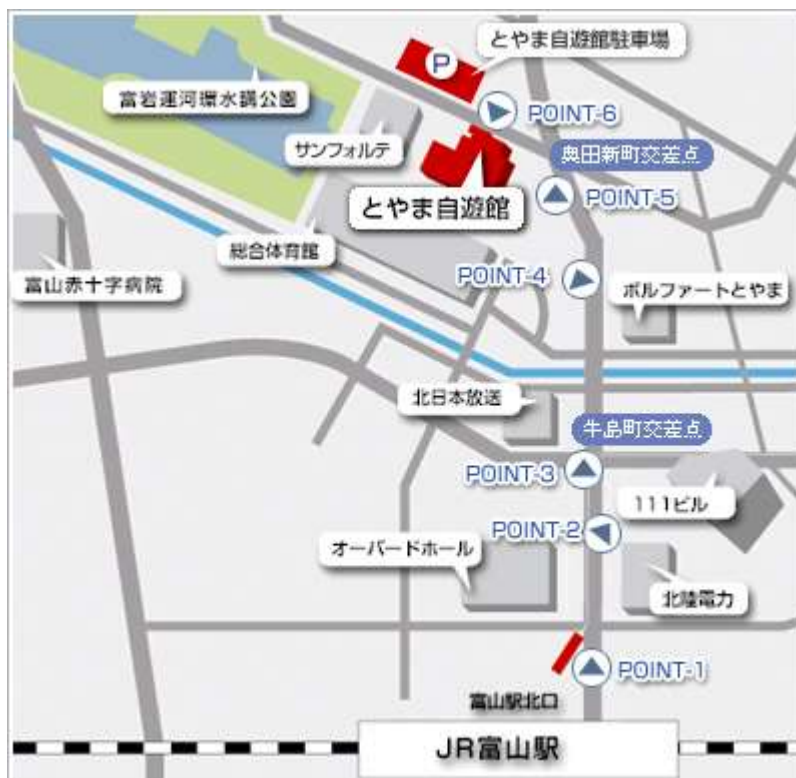 とやま自遊館駐車場
P
富岩運河環水講公園
POINT-6
サンフォルテ
奥田新町交差点
とやま自遊館
POINT-5
総合体育館
POINT-4
富山赤十字病院
ボルファートとやま
北日本放送
牛島町交差点
POINT-3
111ビル
POINT-2
オーバードホール
北陸電力
POINT-1
富山駅北口
JR富山駅